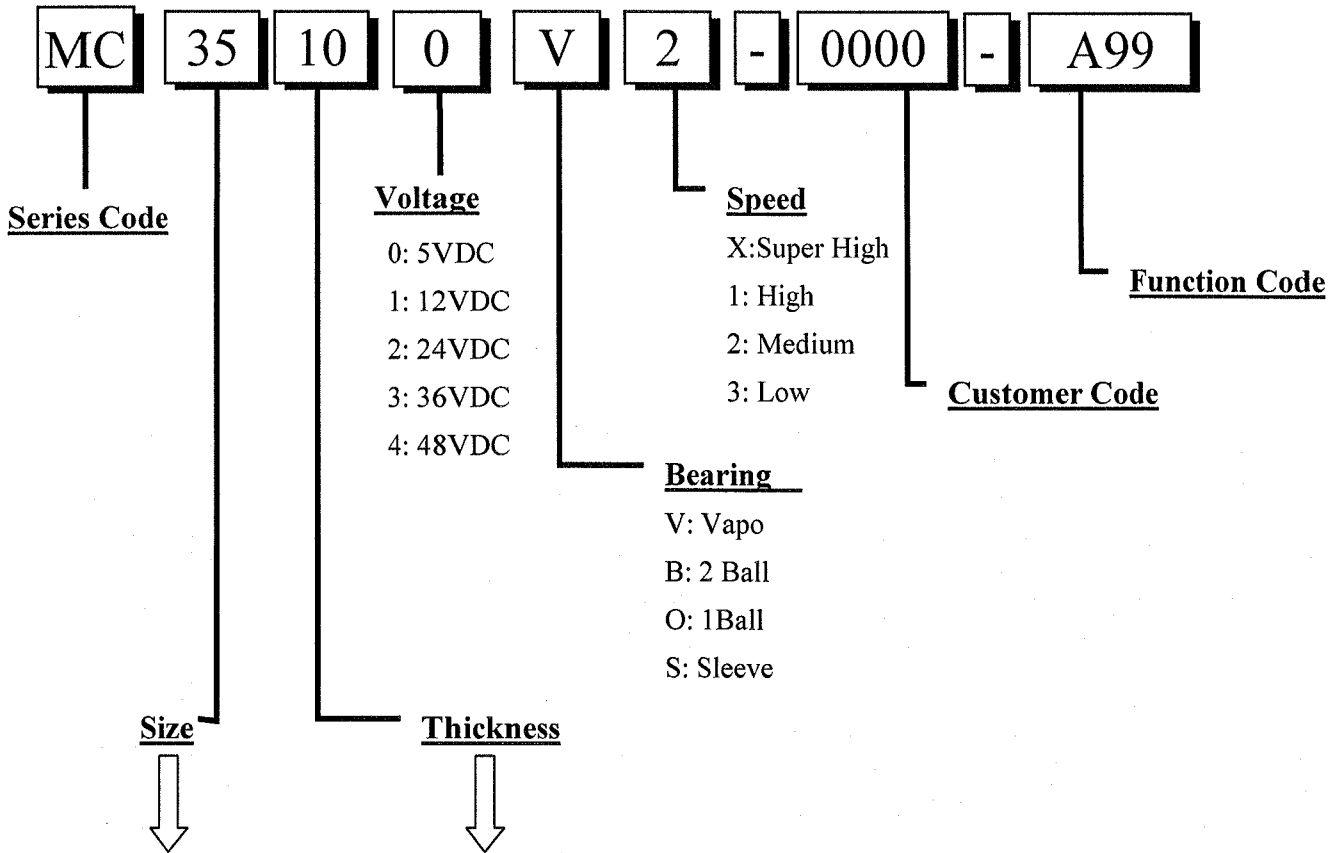 MC 35 10 0 V 2 - 0000 - A99
Series Code
Voltage
0: 5VDC
1: 12VDC
2: 24VDC
3: 36VDC
4: 48VDC
Speed
X:Super High
1: High
2: Medium
3: Low
Function Code
Customer Code
Bearing
V: Vapo
B: 2 Ball
O: 1Ball
S: Sleeve
Size
Thickness